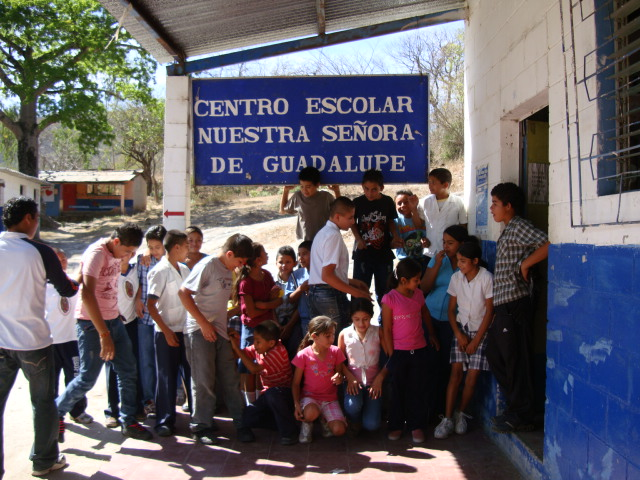 CENTRO ESCOLAR
NUESTRA SEÑORA
DE GUADALUPE